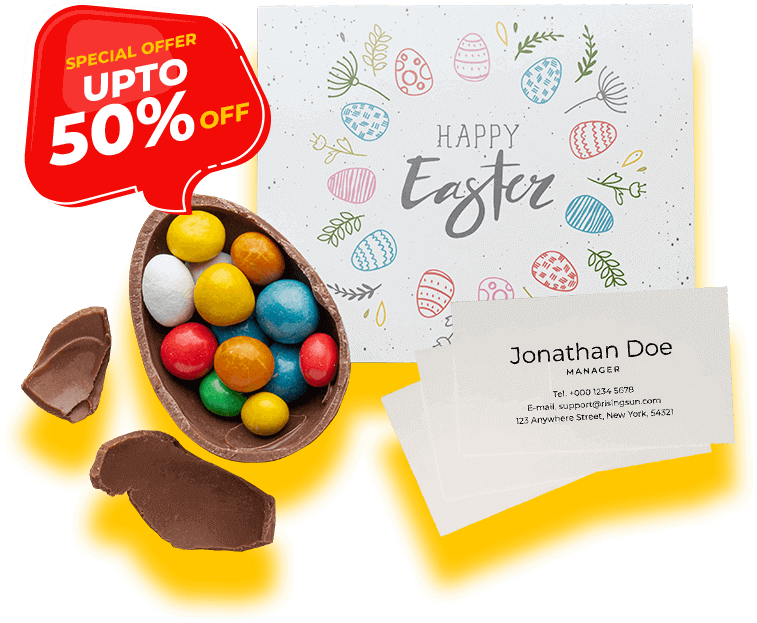 SPECIAL OFFER
UPTO
50% OFF
HAPPY
Easter
Jonathan Doe
MANAGER
Tel. +000 1234 5678
E-mail. support@risingsun.com
123 Anywhere Street, New York, 54321